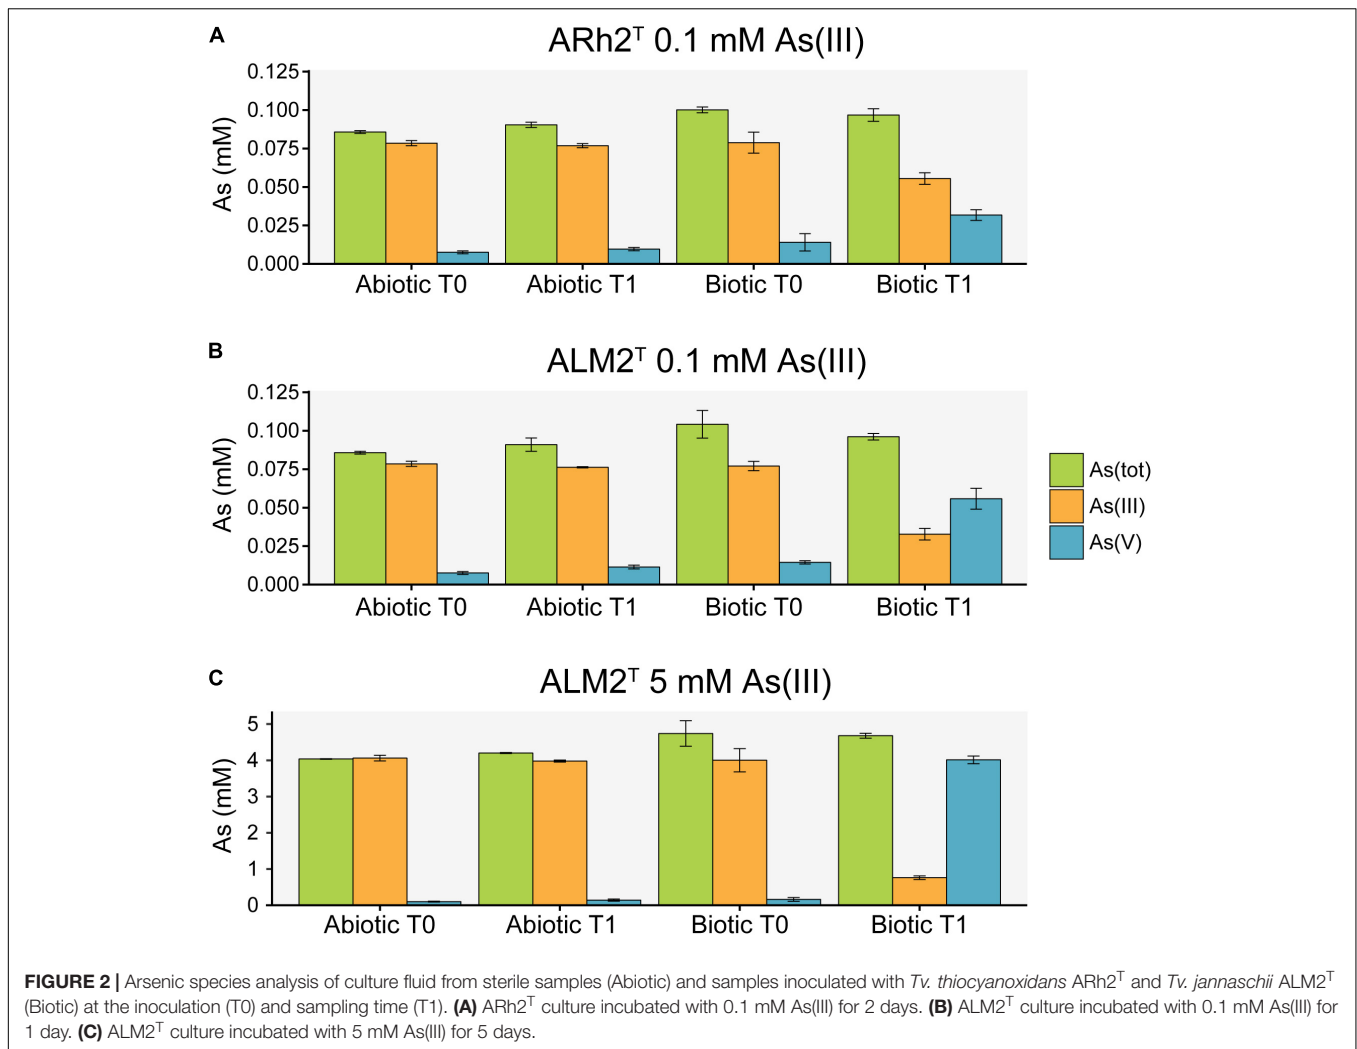 A
ARh2ᵀ 0.1 mM As(III)
As (mM)
0.125
0.100
0.075
0.050
0.025
0.000
Abiotic T0 Abiotic T1 Biotic T0 Biotic T1
B
ALM2ᵀ 0.1 mM As(III)
As (mM)
0.125
0.100
0.075
0.050
0.025
0.000
Abiotic T0 Abiotic T1 Biotic T0 Biotic T1
As(tot)
As(III)
As(V)
C
ALM2ᵀ 5 mM As(III)
As (mM)
5
4
3
2
1
0
Abiotic T0 Abiotic T1 Biotic T0 Biotic T1
FIGURE 2 | Arsenic species analysis of culture fluid from sterile samples (Abiotic) and samples inoculated with Tv. thiocyanoxidans ARh2ᵀ and Tv. jannaschii ALM2ᵀ
(Biotic) at the inoculation (T0) and sampling time (T1). (A) ARh2ᵀ culture incubated with 0.1 mM As(III) for 2 days. (B) ALM2ᵀ culture incubated with 0.1 mM As(III) for
1 day. (C) ALM2ᵀ culture incubated with 5 mM As(III) for 5 days.